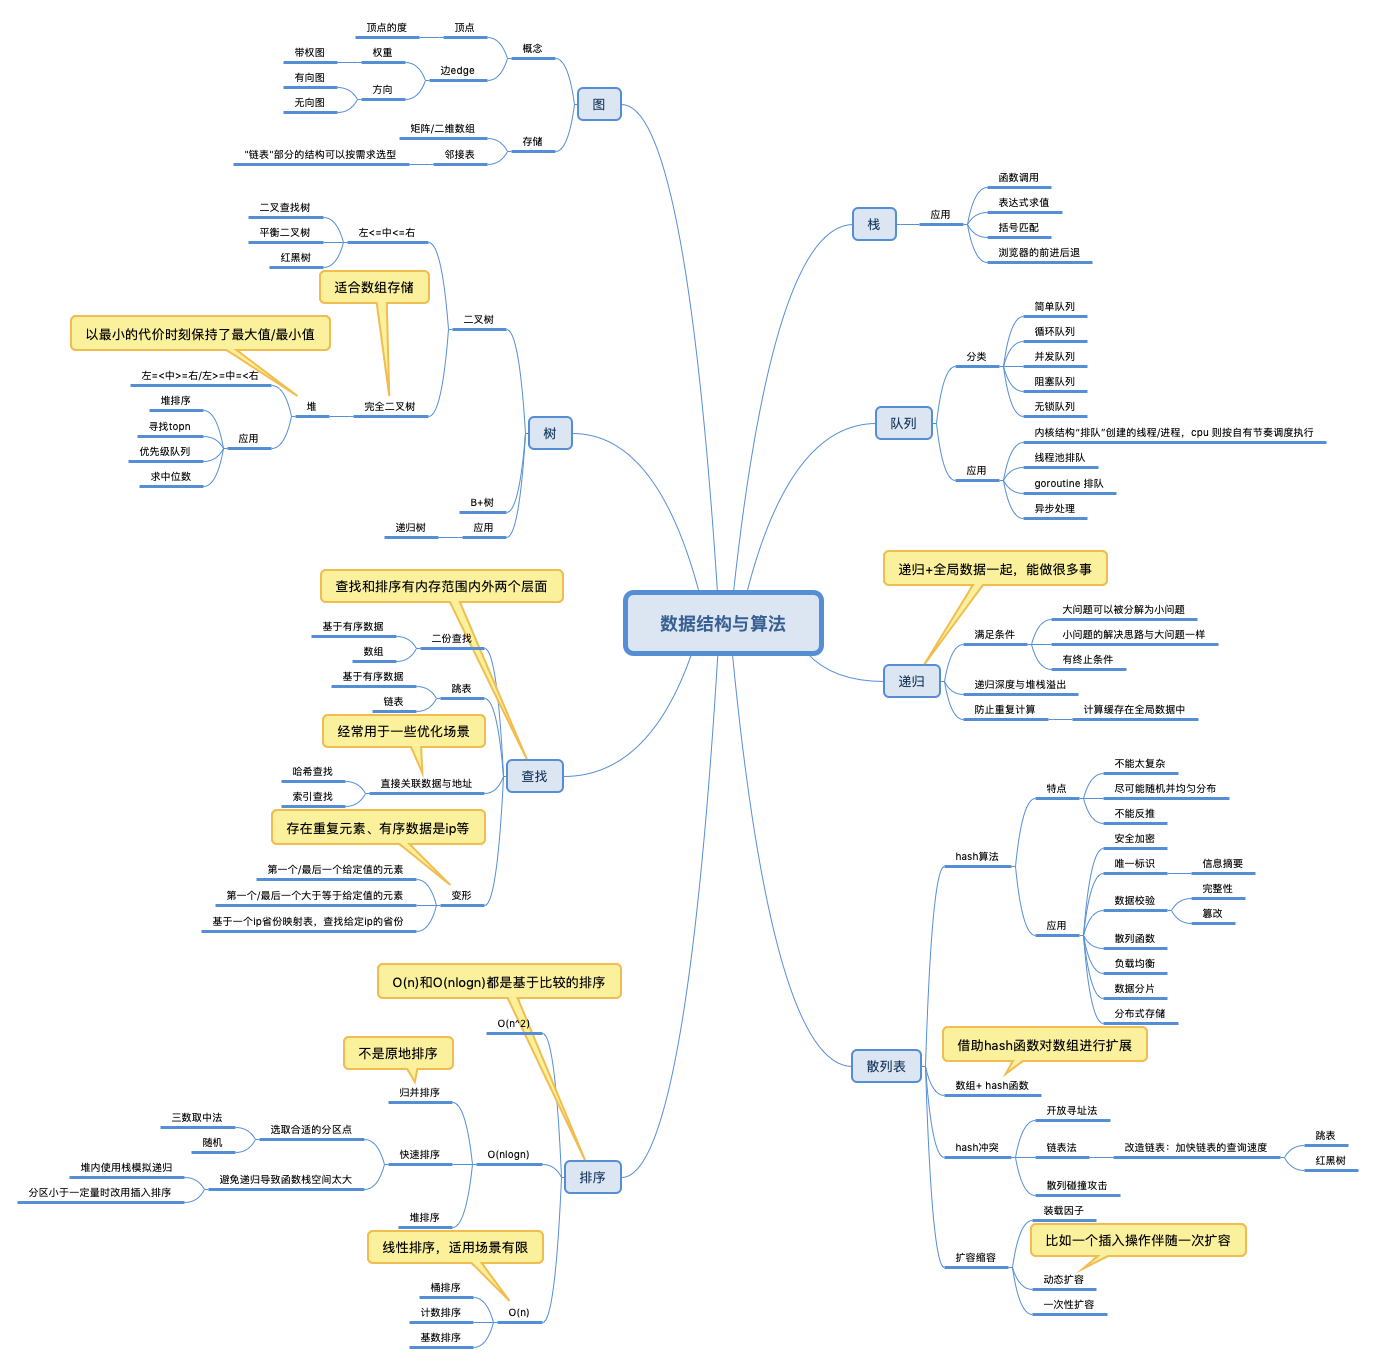 数据结构与算法
图
概念
顶点
顶点的度
边edge
权重
带权图
方向
有向图
无向图
存储
矩阵/二维数组
邻接表
"链表"部分的结构可以按需求选型
树
二叉树
左<=中<=右
二叉查找树
平衡二叉树
红黑树
适合数组存储
完全二叉树
以最小的代价时刻保持了最大值/最小值
堆
左=<中>=右/左>=中=<右
应用
堆排序
寻找topn
优先级队列
求中位数
B+树
应用
递归树
查找和排序有内存范围内外两个层面
查找
二份查找
基于有序数据
数组
跳表
基于有序数据
链表
经常用于一些优化场景
直接关联数据与地址
哈希查找
索引查找
存在重复元素、有序数据是ip等
变形
第一个/最后一个给定值的元素
第一个/最后一个大于等于给定值的元素
基于一个ip省份映射表，查找给定ip的省份
O(n)和O(nlogn)都是基于比较的排序
排序
O(n^2)
O(nlogn)
不是原地排序
归并排序
快速排序
选取合适的分区点
三数取中法
随机
避免递归导致函数栈空间太大
堆内使用栈模拟递归
分区小于一定量时改用插入排序
堆排序
线性排序，适用场景有限
O(n)
桶排序
计数排序
基数排序
栈
应用
函数调用
表达式求值
括号匹配
浏览器的前进后退
队列
分类
简单队列
循环队列
并发队列
阻塞队列
无锁队列
应用
内核结构“排队”创建的线程/进程，cpu 则按自有节奏调度执行
线程池排队
goroutine 排队
异步处理
递归+全局数据一起，能做很多事
递归
满足条件
大问题可以被分解为小问题
小问题的解决思路与大问题一样
有终止条件
递归深度与堆栈溢出
防止重复计算
计算缓存在全局数据中
散列表
hash算法
特点
不能太复杂
尽可能随机并均匀分布
不能反推
应用
安全加密
唯一标识
信息摘要
数据校验
完整性
篡改
散列函数
负载均衡
数据分片
分布式存储
借助hash函数对数组进行扩展
数组+ hash函数
hash冲突
开放寻址法
链表法
改造链表：加快链表的查询速度
跳表
红黑树
散列碰撞攻击
扩容缩容
装载因子
比如一个插入操作伴随一次扩容
动态扩容
一次性扩容